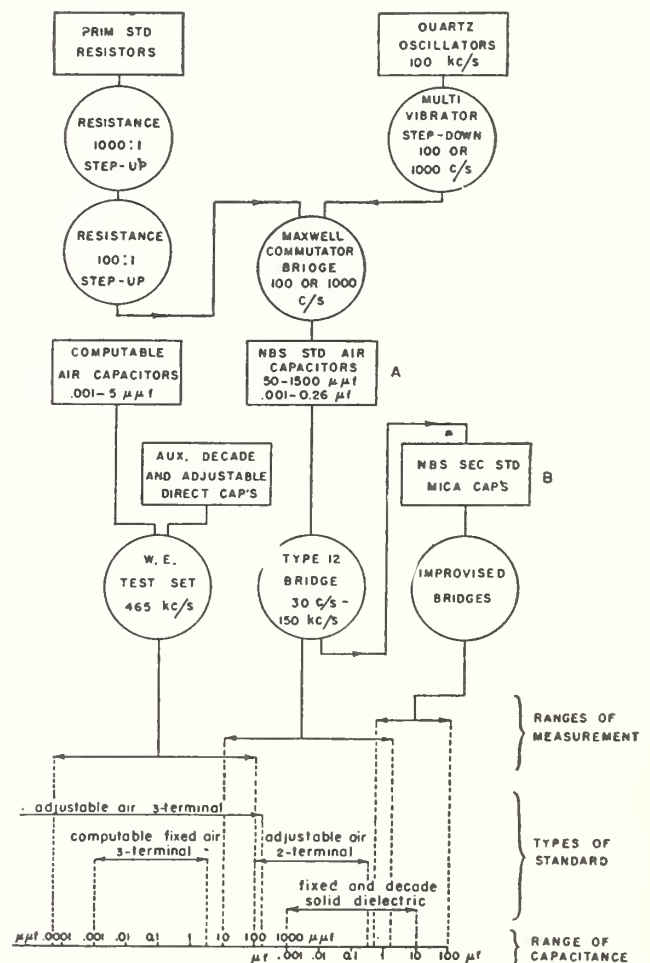 PRIM STD
RESISTORS
QUARTZ
OSCILLATORS
100 kc/s
RESISTANCE
1000:1
STEP-UP
MULTI
VIBRATOR
STEP-DOWN
100 OR
1000 C/S
RESISTANCE
100:1
STEP-UP
MAXWELL
COMMUTATOR
BRIDGE
100 OR 1000
C/S
COMPUTABLE
AIR CAPACITORS
.001-5 μμf
NBS STD AIR
CAPACITORS
50-1500 μμf
.001-0.26 μf
A
AUX. DECADE
AND ADJUSTABLE
DIRECT CAP'S
NBS SEC STD
MICA CAP'S
B
W. E.
TEST SET
465 kc/s
TYPE 12
BRIDGE
30 C/S-
150 kc/s
IMPROVISED
BRIDGES
RANGES OF
MEASUREMENT
adjustable air 3-terminal
computable fixed air
3-terminal
adjustable air
2-terminal
fixed and decade
solid dielectric
TYPES OF
STANDARD
μμf .0001 .001 .01 0.1 1 10 100 1000 μμf
μf .001 .01 0.1 1 10 100 μf
RANGE OF
CAPACITANCE